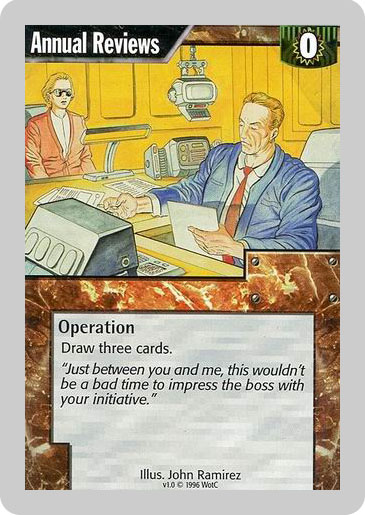 Annual Reviews
0
Operation
Draw three cards.
"Just between you and me, this wouldn't
be a bad time to impress the boss with
your initiative."
Illus. John Ramirez
v1.0 © 1996 WotC